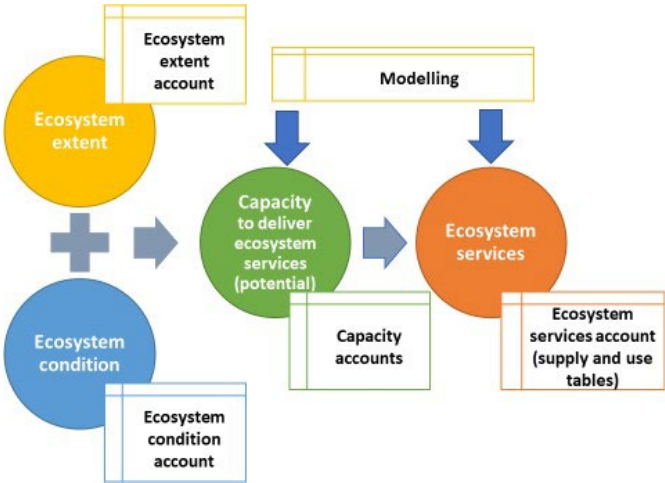 Ecosystem
extent
account
Ecosystem
extent
Modelling
Capacity
to deliver
ecosystem
services
(potential)
Ecosystem
services
Capacity
accounts
Ecosystem
services account
(supply and use
tables)
Ecosystem
condition
Ecosystem
condition
account